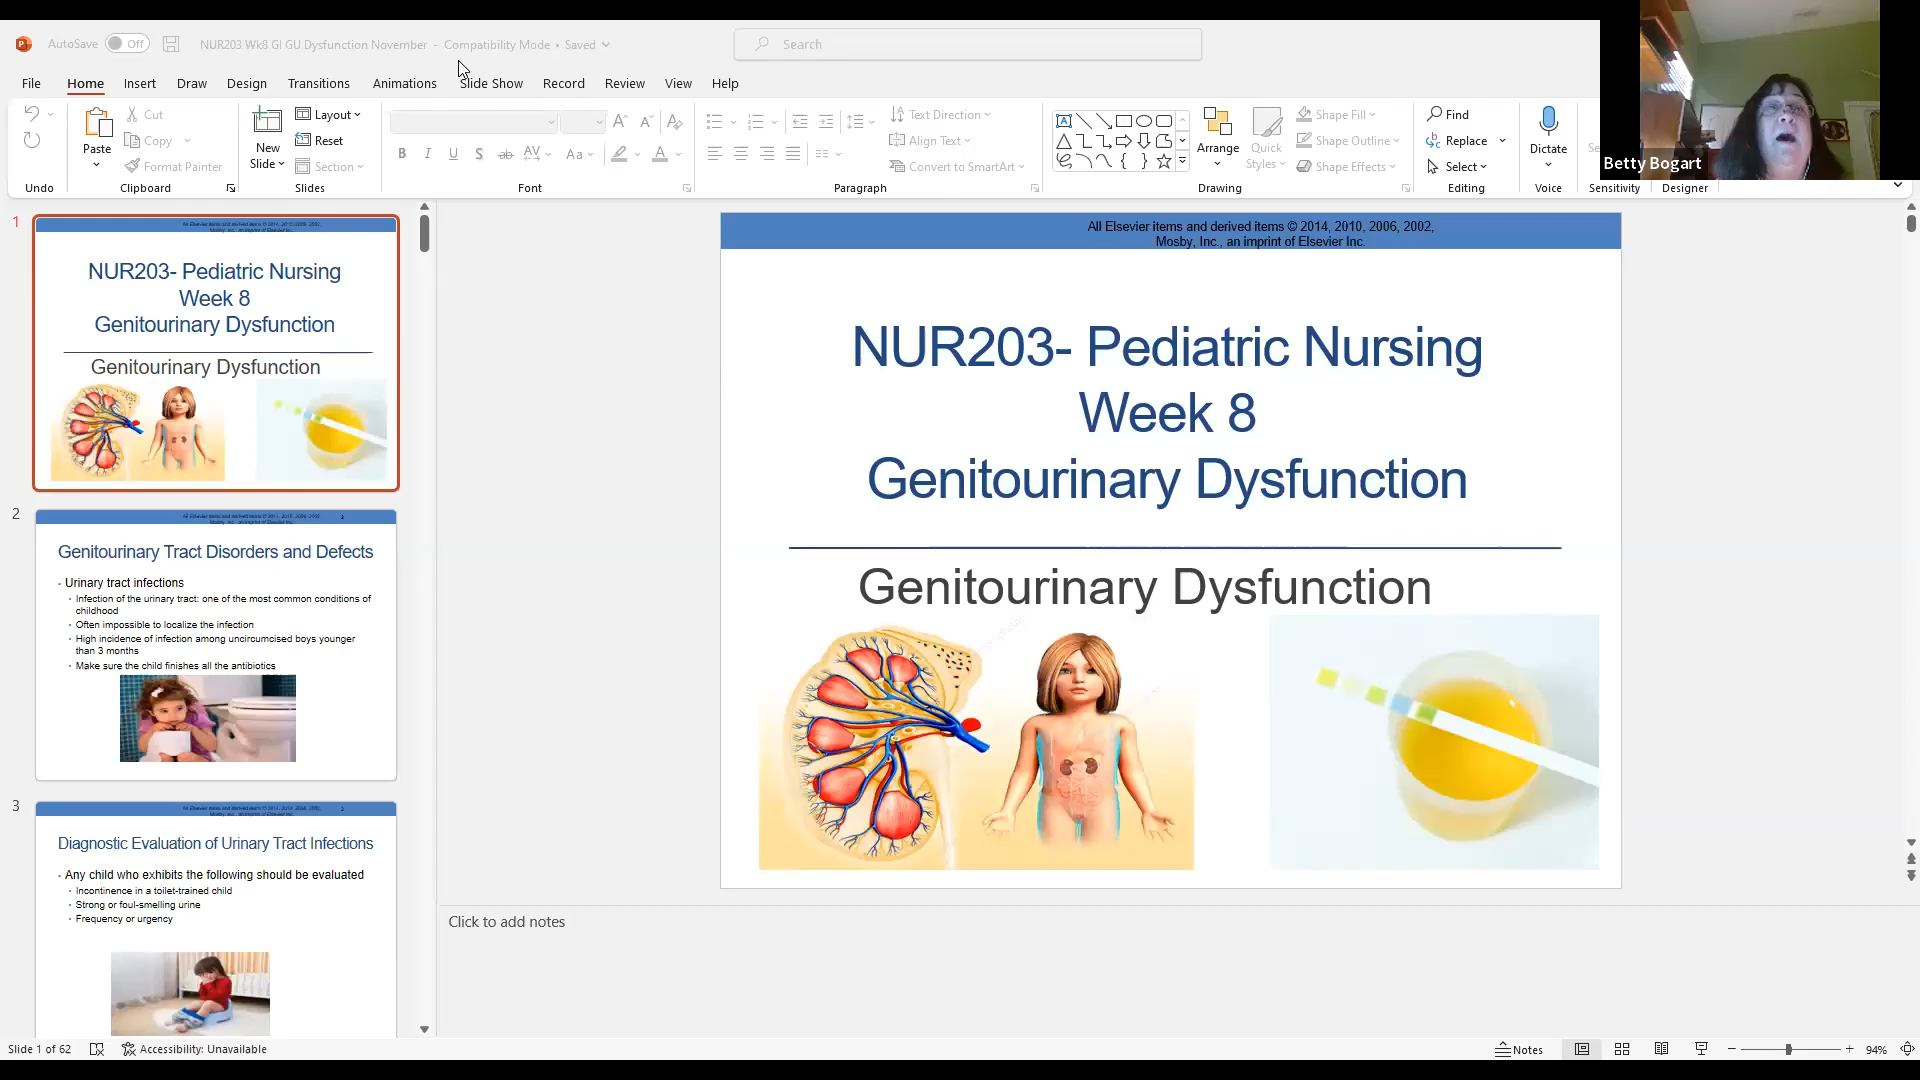 AutoSave Off NUR203 Wk8 GI GU Dysfunction November - Compatibility Mode • Saved Search
File Home Insert Draw Design Transitions Animations Slide Show Record Review View Help
Cut
Copy
Format Painter
Paste
Undo
Clipboard
New
Slide
Layout
Reset
Section
Slides
Font
Text Direction
Align Text
Convert to SmartArt
Paragraph
Arrange
Quick
Styles
Shape Fill
Shape Outline
Shape Effects
Drawing
Find
Replace
Select
Editing
Dictate
Voice
Sensitivity
Designer
Betty Bogart
1
NUR203- Pediatric Nursing
Week 8
Genitourinary Dysfunction
Genitourinary Dysfunction
2
Genitourinary Tract Disorders and Defects
Urinary tract infections
Infection of the urinary tract: one of the most common conditions of
childhood
Often impossible to localize the infection
High incidence of infection among uncircumcised boys younger
than 3 months
Make sure the child finishes all the antibiotics
3
Diagnostic Evaluation of Urinary Tract Infections
Any child who exhibits the following should be evaluated
Incontinence in a toilet-trained child
Strong or foul-smelling urine
Frequency or urgency
All Elsevier items and derived items © 2014, 2010, 2006, 2002,
Mosby, Inc., an imprint of Elsevier Inc.
NUR203- Pediatric Nursing
Week 8
Genitourinary Dysfunction
Genitourinary Dysfunction
Click to add notes
Slide 1 of 62 Accessibility: Unavailable Notes 94%